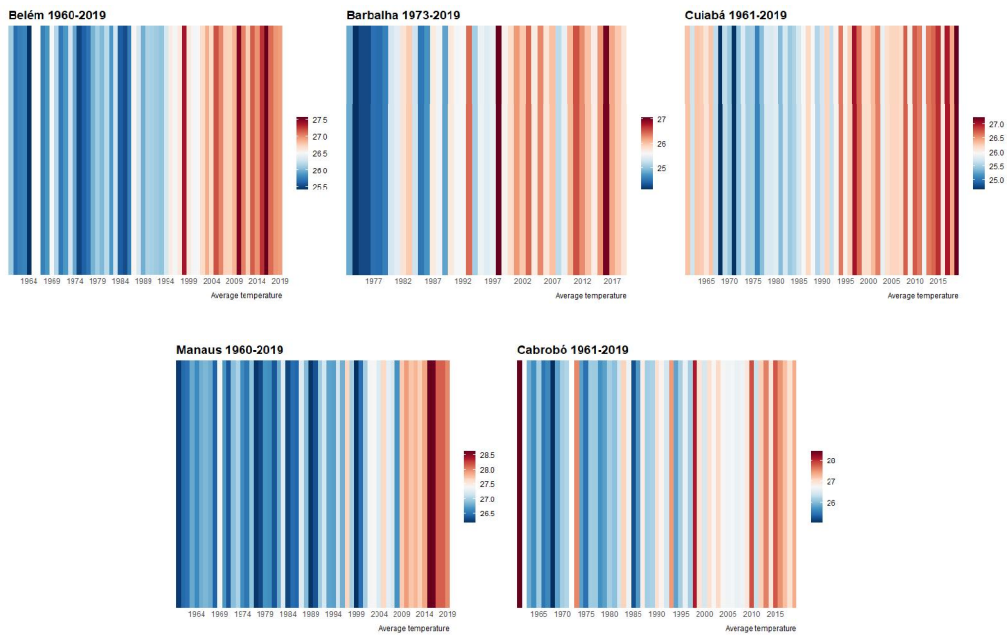 Belém 1960-2019
27.5
27.0
26.5
26.0
25.5
1964 1969 1974 1979 1984 1989 1994 1999 2004 2009 2014 2019
Average temperature
Barbalha 1973-2019
27
26
25
1977 1982 1987 1992 1997 2002 2007 2012 2017
Average temperature
Cuiabá 1961-2019
27.0
26.5
26.0
25.5
25.0
1965 1970 1975 1980 1985 1990 1995 2000 2005 2010 2015
Average temperature
Manaus 1960-2019
28.5
28.0
27.5
27.0
26.5
1964 1969 1974 1979 1984 1989 1994 1999 2004 2009 2014 2019
Average temperature
Cabrobó 1961-2019
28
27
26
1965 1970 1975 1980 1985 1990 1995 2000 2005 2010 2015
Average temperature